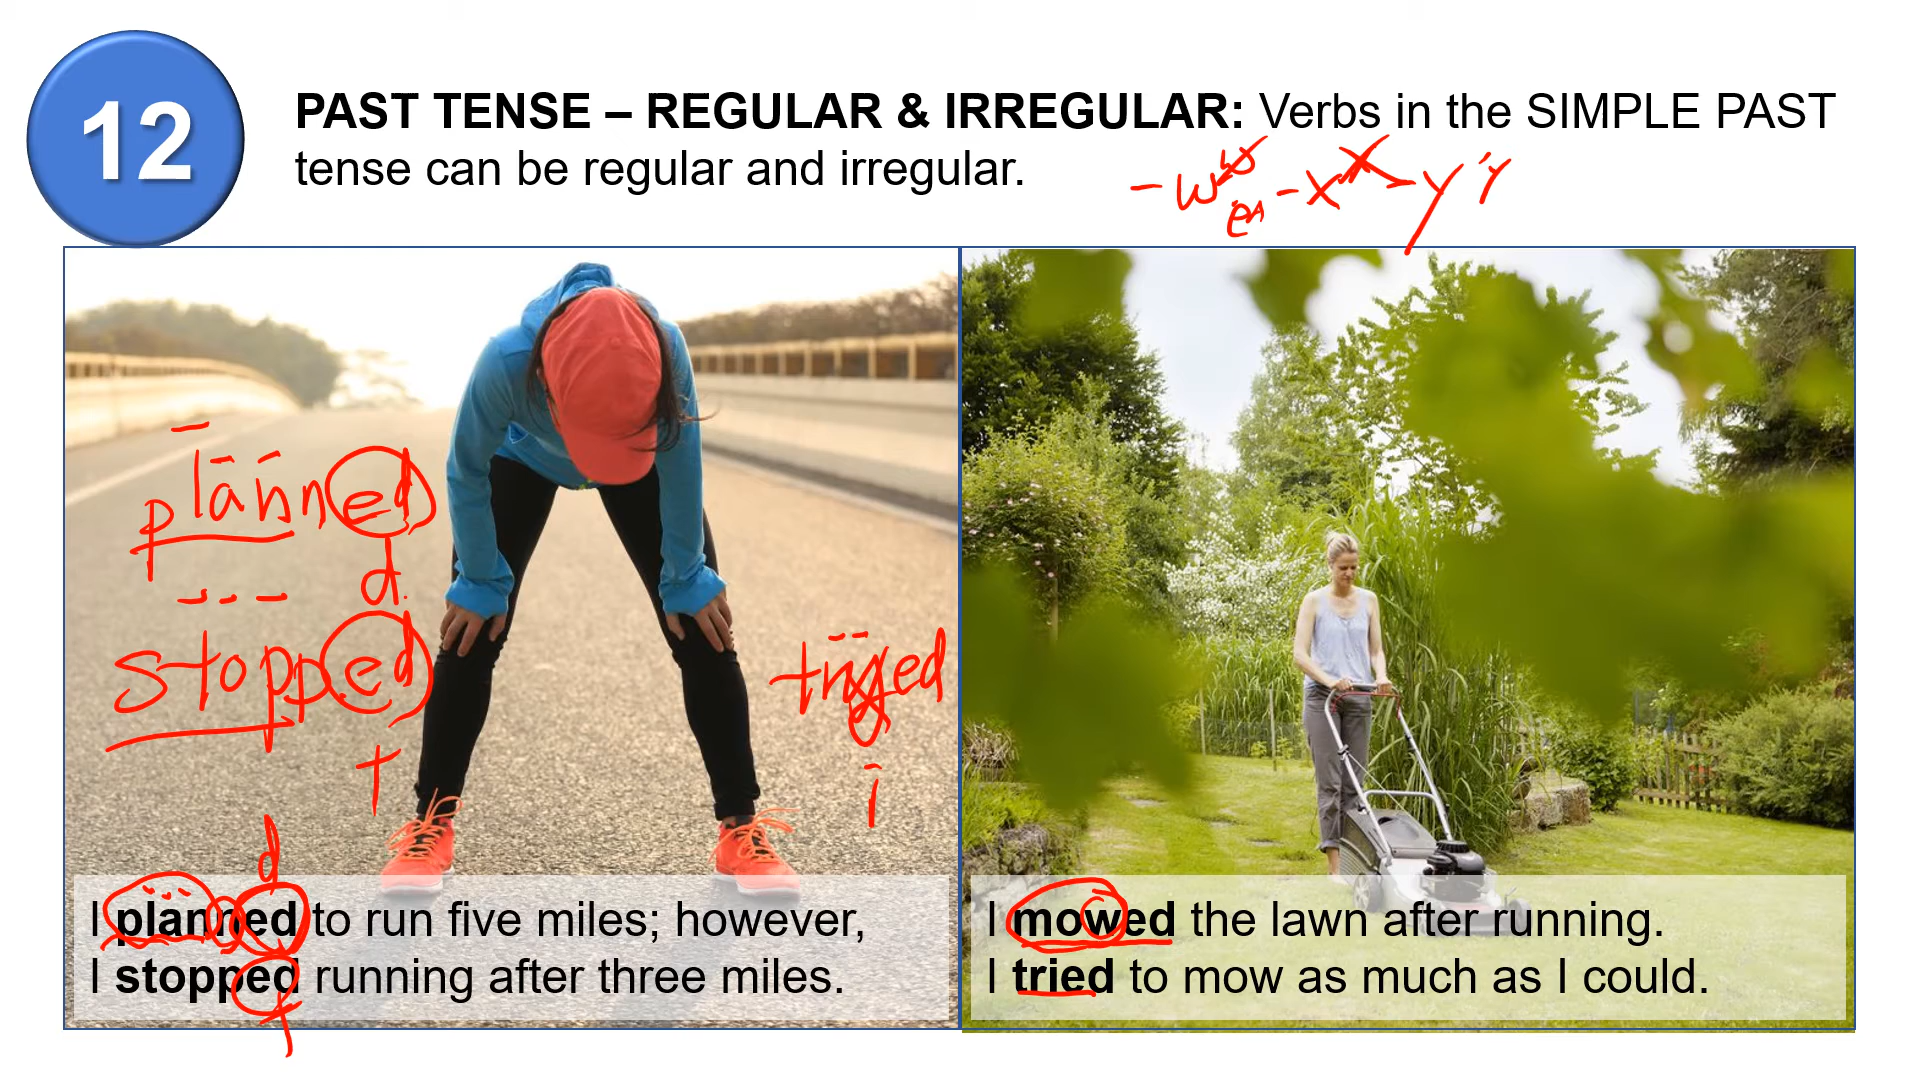 12
PAST TENSE – REGULAR & IRREGULAR: Verbs in the SIMPLE PAST
tense can be regular and irregular.
-w -x -y
planned
d
stopped
t
i
d
I planned to run five miles; however,
I stopped running after three miles.
t
I mowed the lawn after running.
I tried to mow as much as I could.